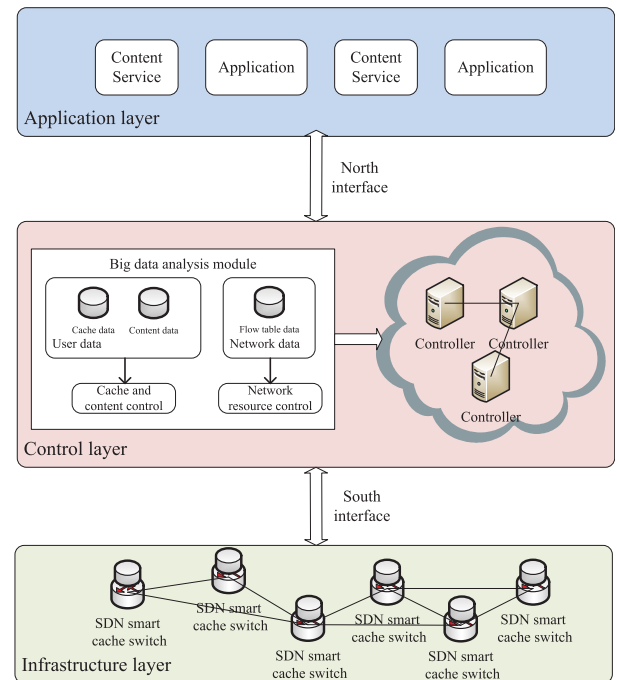 Content
Service
Application
Content
Service
Application
Application layer
North
interface
Big data analysis module
Cache data
Content data
User data
Flow table data
Network data
Cache and
content control
Network
resource control
Controller
Controller
Controller
Control layer
South
interface
SDN smart
cache switch
SDN smart
cache switch
SDN smart
cache switch
SDN smart
cache switch
SDN smart
cache switch
SDN smart
cache switch
Infrastructure layer